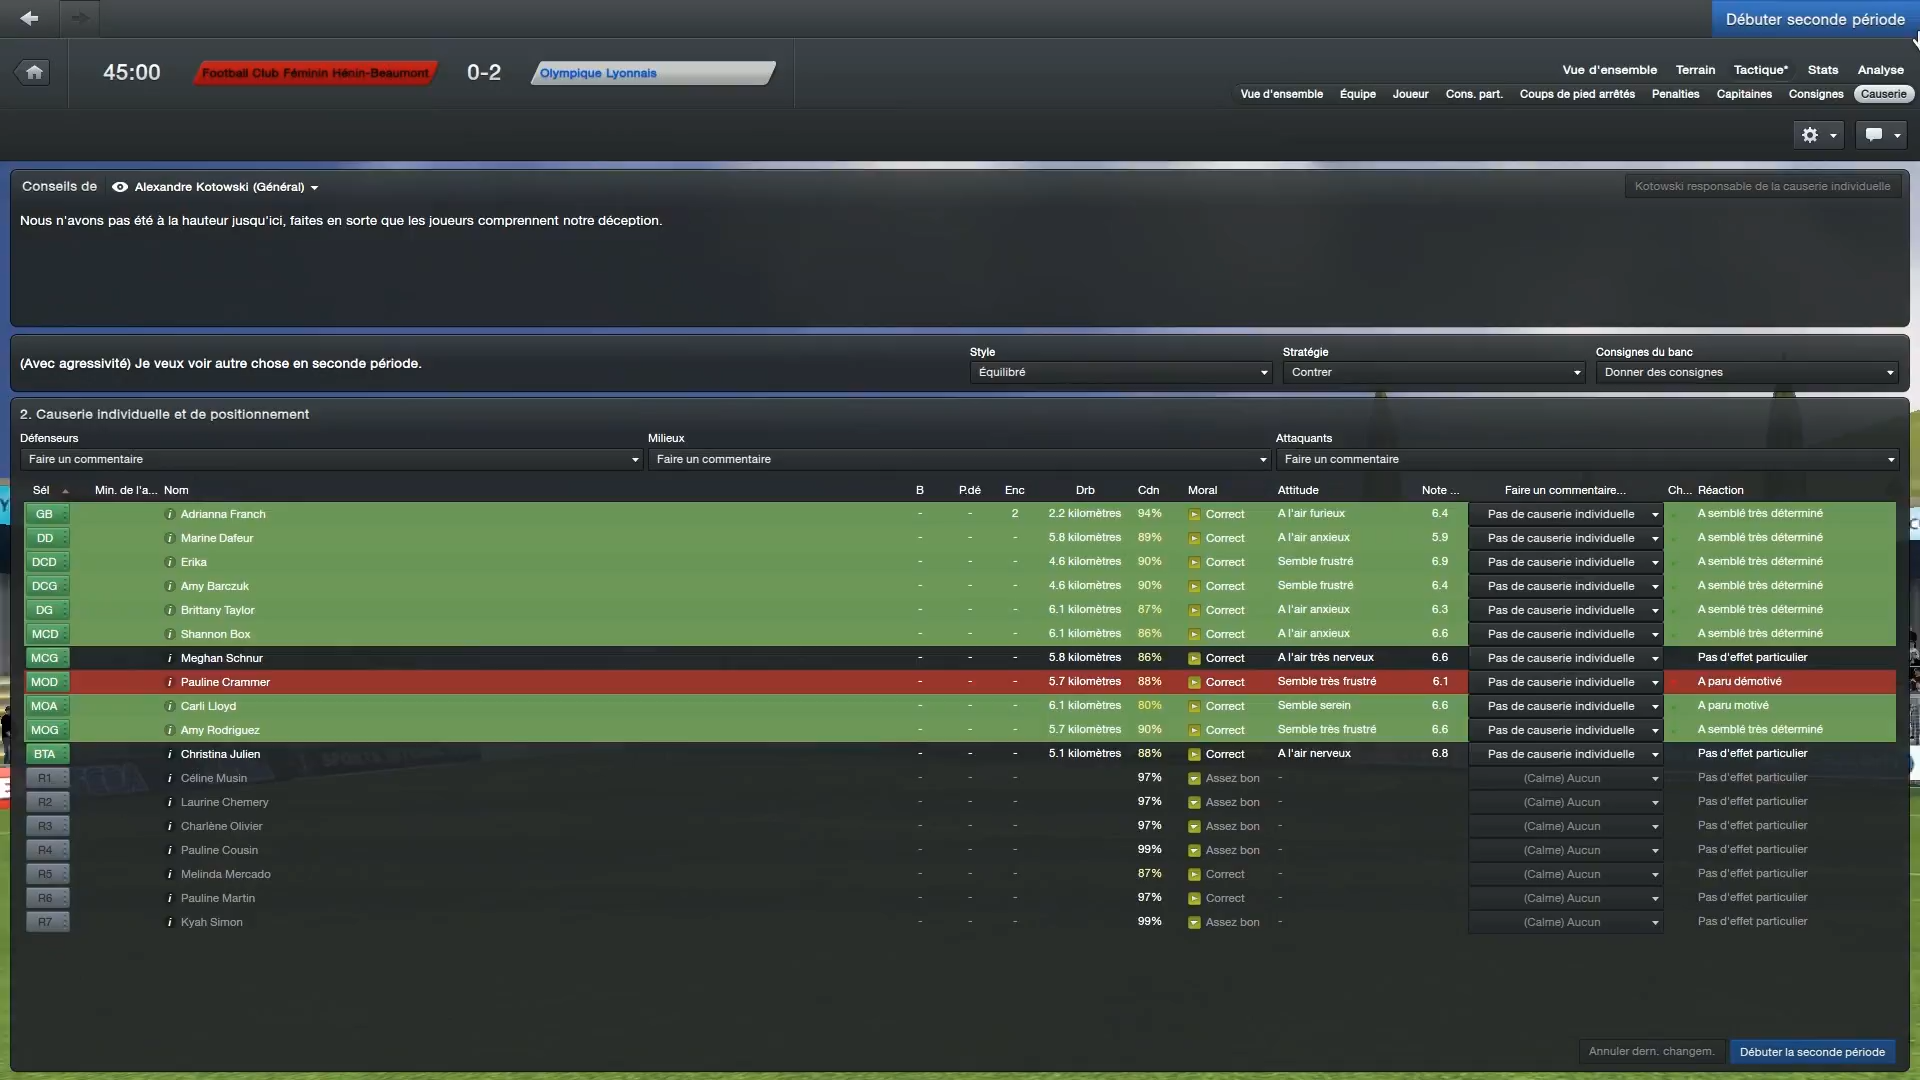 Débuter seconde période
45:00 Football Club Féminin Hénin-Beaumont 0-2 Olympique Lyonnais
Vue d'ensemble Terrain Tactique* Stats Analyse
Vue d'ensemble Équipe Joueur Cons. part. Coups de pied arrêtés Penalties Capitaines Consignes Causerie
Conseils de Alexandre Kotowski (Général) Kotowski responsable de la causerie individuelle
Nous n'avons pas été à la hauteur jusqu'ici, faites en sorte que les joueurs comprennent notre déception.
Style Stratégie Consignes du banc
(Avec agressivité) Je veux voir autre chose en seconde période.
Équilibré Contrer Donner des consignes
2. Causerie individuelle et de positionnement
Défenseurs Milieux Attaquants
Faire un commentaire Faire un commentaire Faire un commentaire
Sél Min. de l'a... Nom B P.dé Enc Drb Cdn Moral Attitude Note ... Faire un commentaire... Ch... Réaction
GB i Adrianna Franch - - 2 2.2 kilomètres 94% Correct A l'air furieux 6.4 Pas de causerie individuelle A semblé très déterminé
DD i Marine Dafeur - - - 5.8 kilomètres 89% Correct A l'air anxieux 5.9 Pas de causerie individuelle A semblé très déterminé
DCD i Erika - - - 4.6 kilomètres 90% Correct Semble frustré 6.9 Pas de causerie individuelle A semblé très déterminé
DCG i Amy Barczuk - - - 4.6 kilomètres 90% Correct Semble frustré 6.4 Pas de causerie individuelle A semblé très déterminé
DG i Brittany Taylor - - - 6.1 kilomètres 87% Correct A l'air anxieux 6.3 Pas de causerie individuelle A semblé très déterminé
MCD i Shannon Box - - - 6.1 kilomètres 86% Correct A l'air anxieux 6.6 Pas de causerie individuelle A semblé très déterminé
MCG i Meghan Schnur - - - 5.8 kilomètres 86% Correct A l'air très nerveux 6.6 Pas de causerie individuelle Pas d'effet particulier
MOD i Pauline Crammer - - - 5.7 kilomètres 88% Correct Semble très frustré 6.1 Pas de causerie individuelle A paru démotivé
MOA i Carli Lloyd - - - 6.1 kilomètres 80% Correct Semble serein 6.6 Pas de causerie individuelle A paru motivé
MOG i Amy Rodriguez - - - 5.7 kilomètres 90% Correct Semble très frustré 6.6 Pas de causerie individuelle A semblé très déterminé
BTA i Christina Julien - - - 5.1 kilomètres 88% Correct A l'air nerveux 6.8 Pas de causerie individuelle Pas d'effet particulier
R1 i Céline Musin - - - 97% Assez bon - (Calme) Aucun Pas d'effet particulier
R2 i Laurine Chemery - - - 97% Assez bon - (Calme) Aucun Pas d'effet particulier
R3 i Charlène Olivier - - - 97% Assez bon - (Calme) Aucun Pas d'effet particulier
R4 i Pauline Cousin - - - 99% Assez bon - (Calme) Aucun Pas d'effet particulier
R5 i Melinda Mercado - - - 87% Correct - (Calme) Aucun Pas d'effet particulier
R6 i Pauline Martin - - - 97% Correct - (Calme) Aucun Pas d'effet particulier
R7 i Kyah Simon - - - 99% Assez bon - (Calme) Aucun Pas d'effet particulier
Annuler dern. changem. Débuter la seconde période